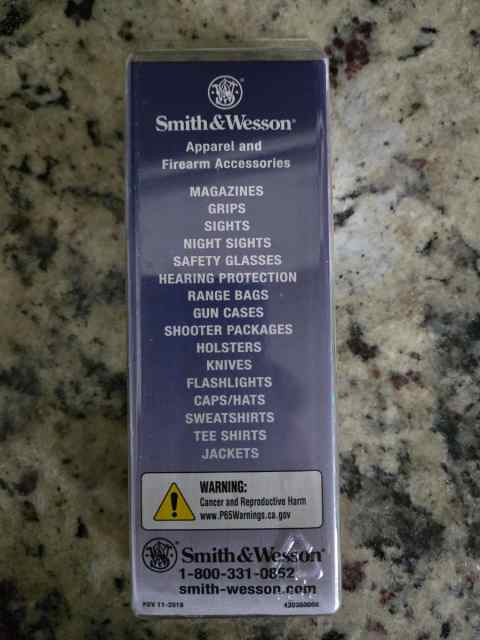 Smith & Wesson®
Apparel and
Firearm Accessories
MAGAZINES
GRIPS
SIGHTS
NIGHT SIGHTS
SAFETY GLASSES
HEARING PROTECTION
RANGE BAGS
GUN CASES
SHOOTER PACKAGES
HOLSTERS
KNIVES
FLASHLIGHTS
CAPS/HATS
SWEATSHIRTS
TEE SHIRTS
JACKETS
WARNING:
Cancer and Reproductive Harm
www.P65Warnings.ca.gov
Smith & Wesson®
1-800-331-0852
smith-wesson.com